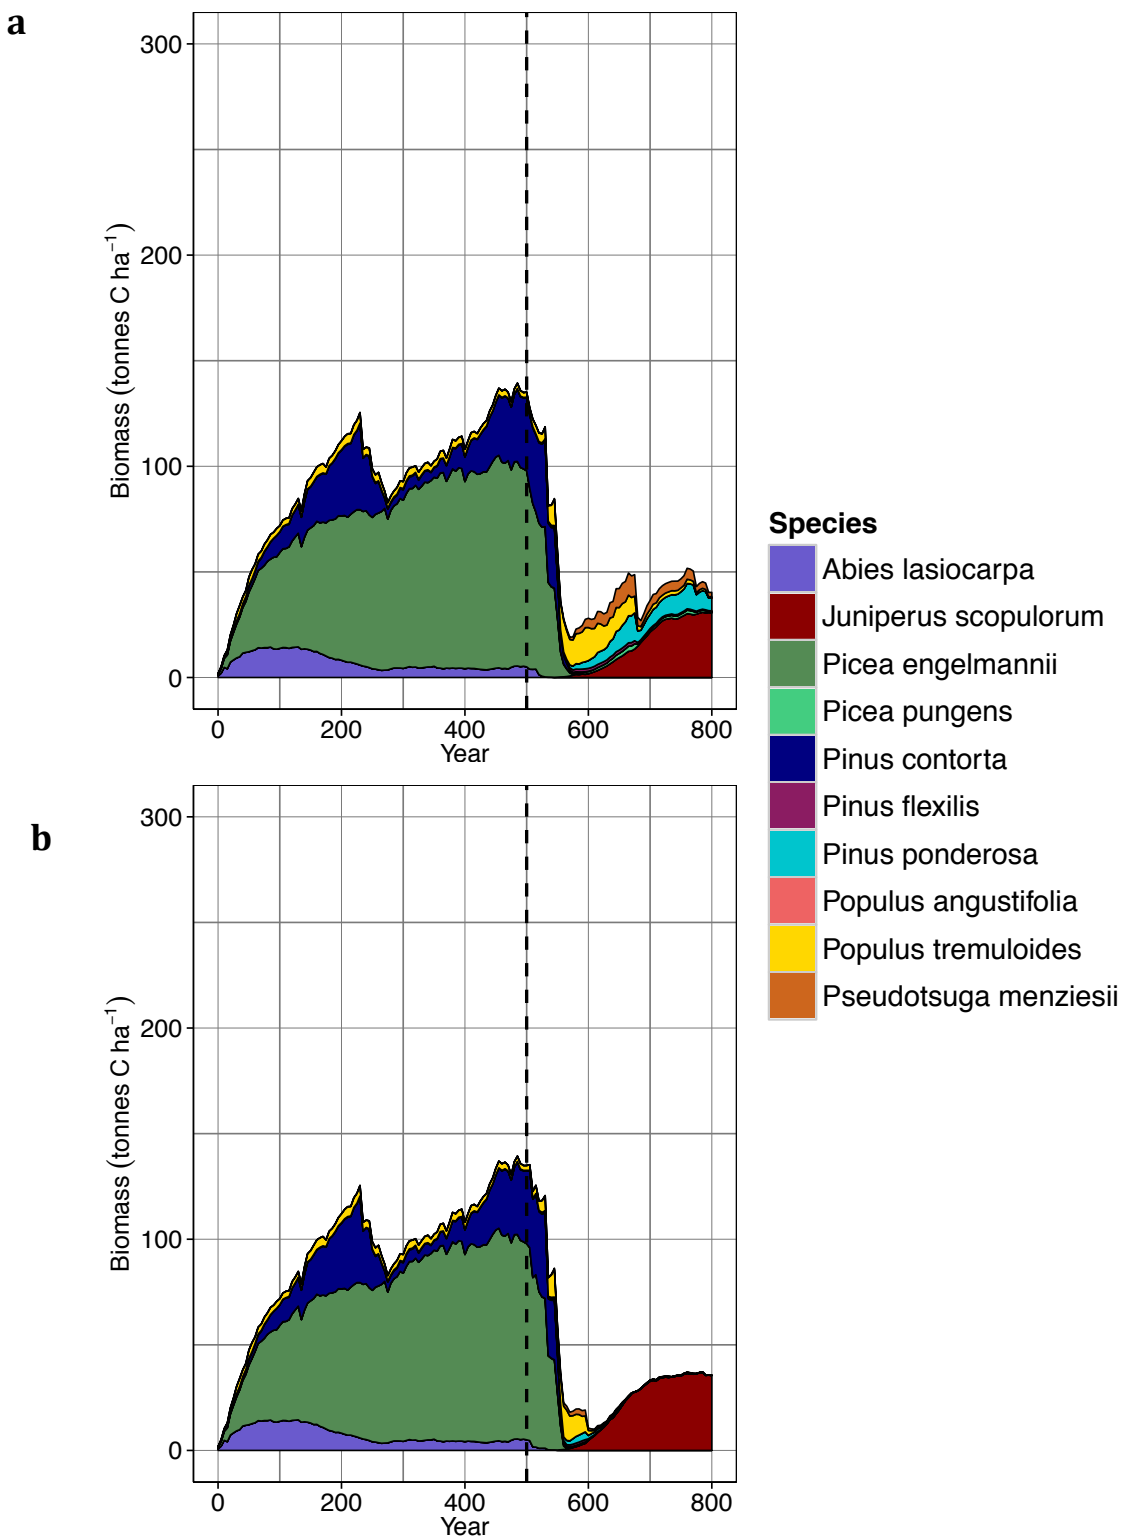 a
300
200
100
0
Biomass (tonnes C ha⁻¹)
0 200 400 600 800
Year
Species
Abies lasiocarpa
Juniperus scopulorum
Picea engelmannii
Picea pungens
Pinus contorta
Pinus flexilis
Pinus ponderosa
Populus angustifolia
Populus tremuloides
Pseudotsuga menziesii
b
300
200
100
0
Biomass (tonnes C ha⁻¹)
0 200 400 600 800
Year